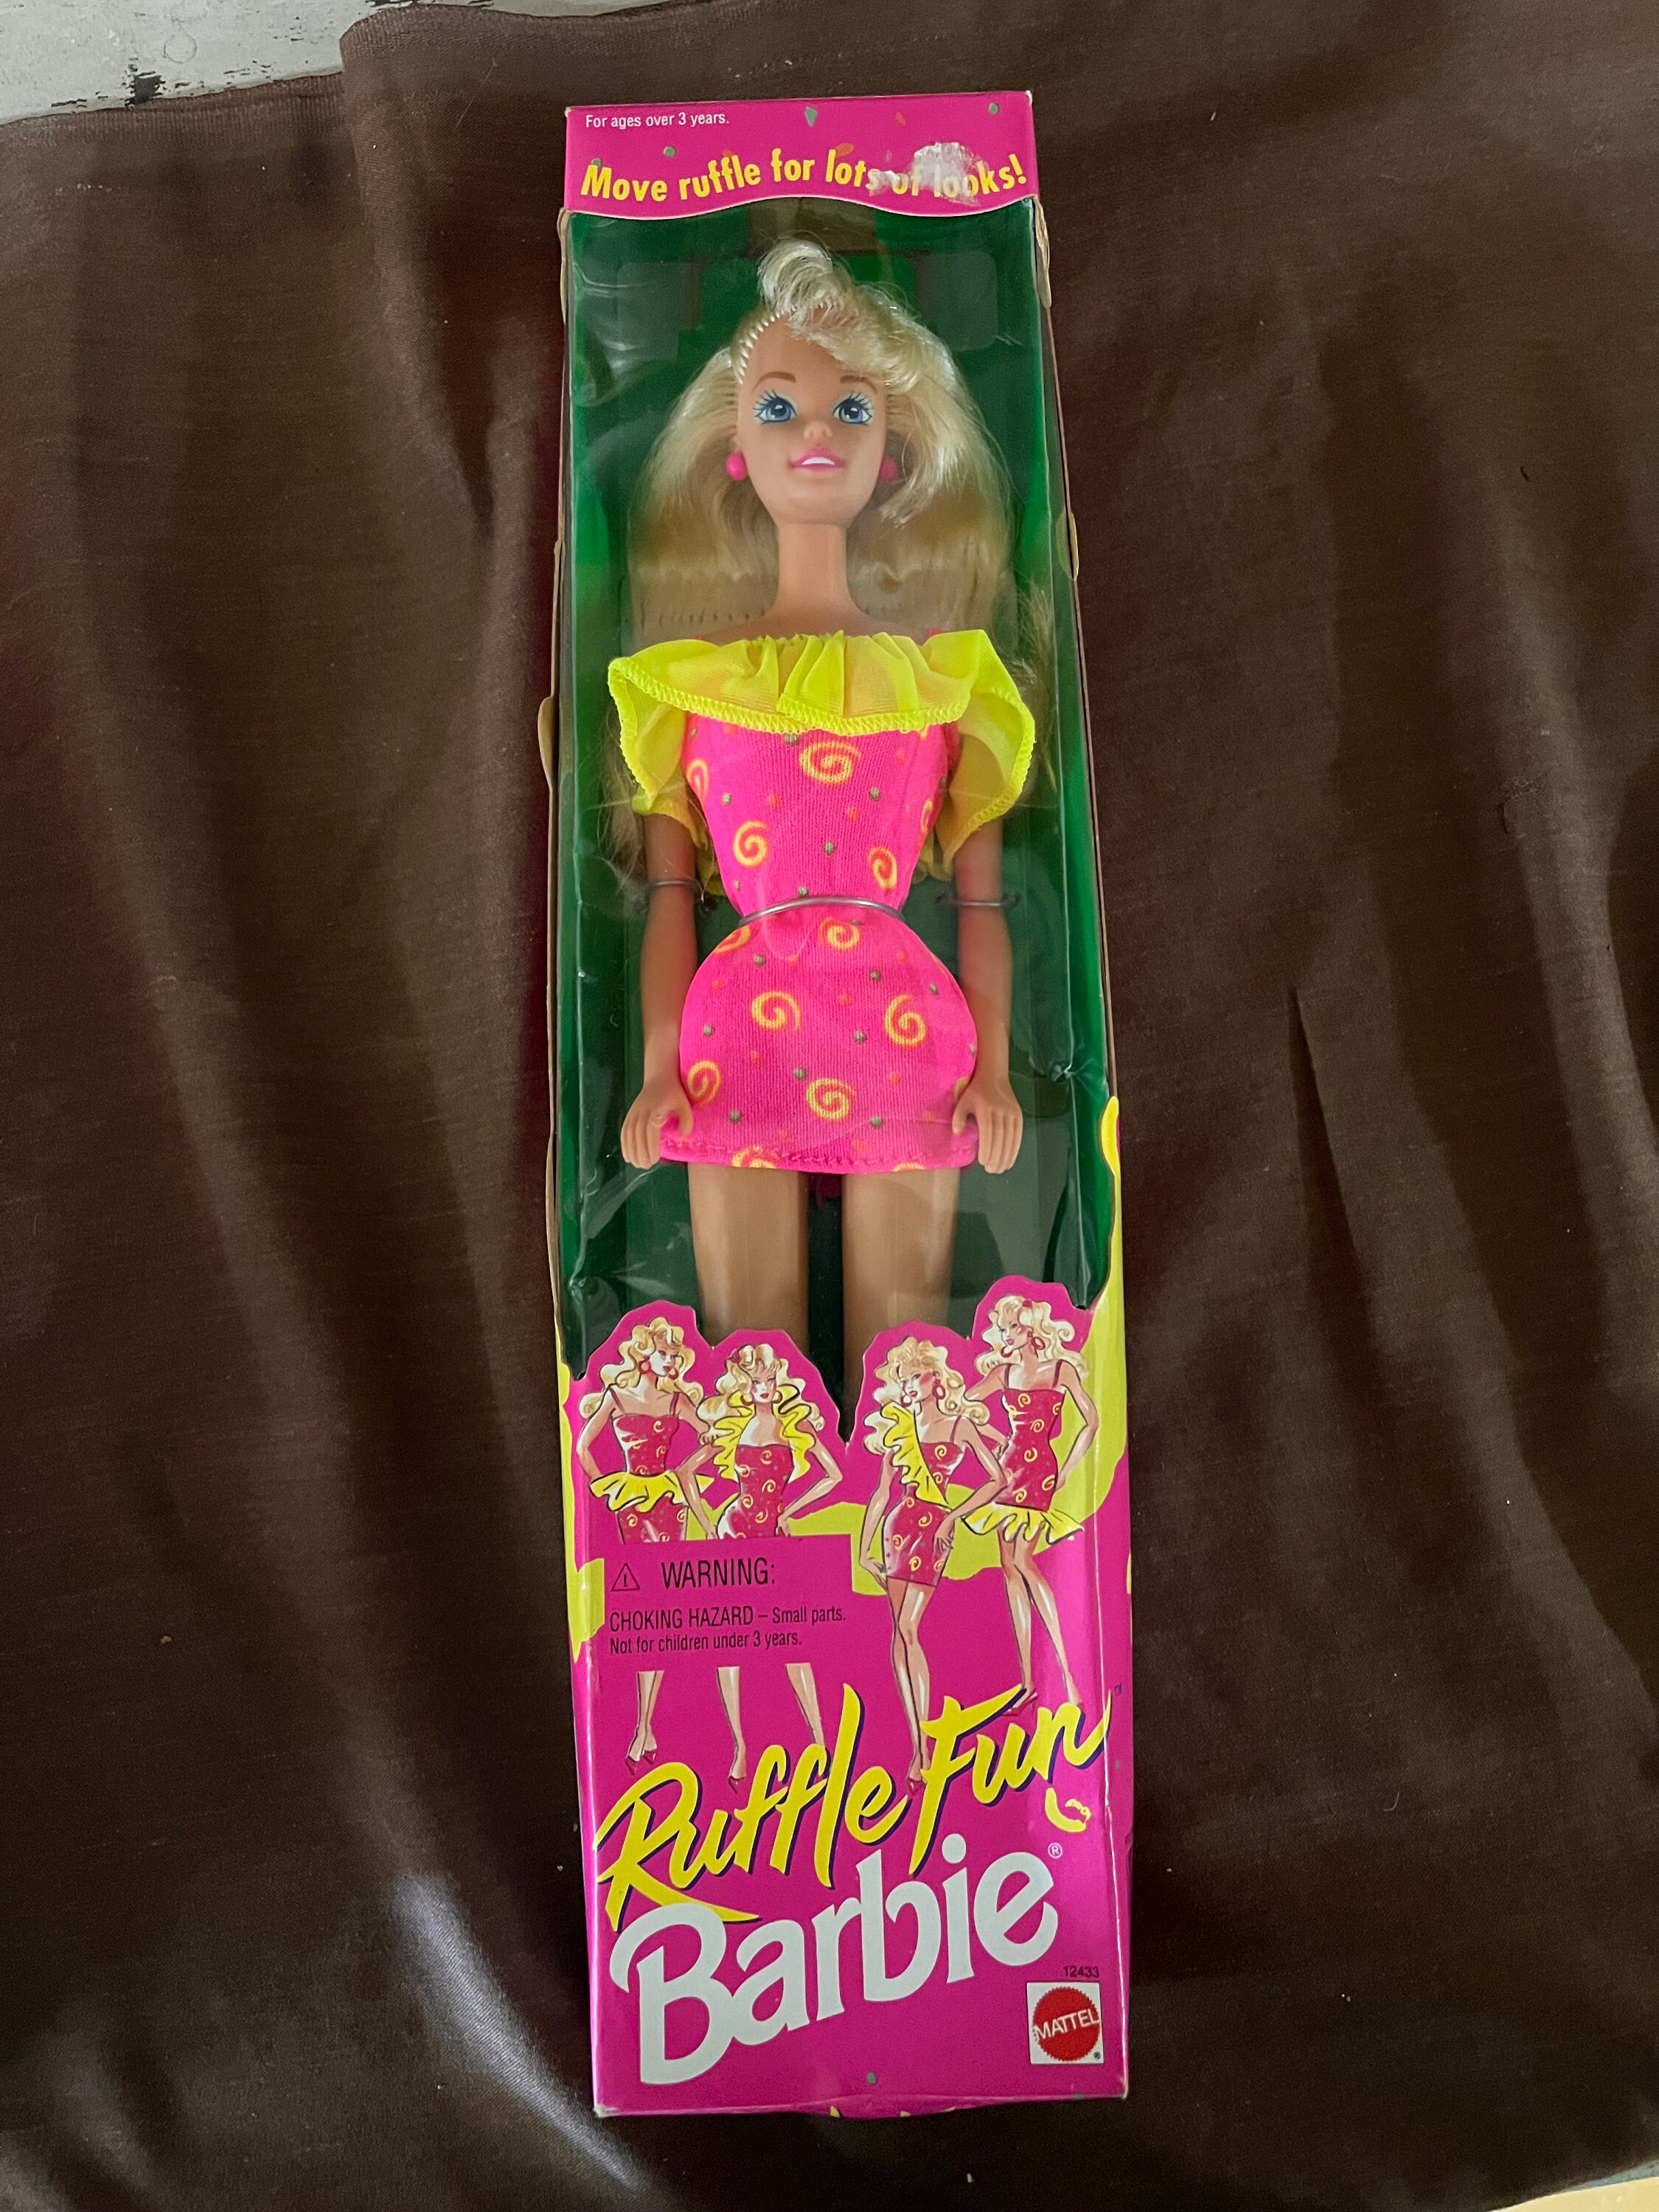 For ages over 3 years.
Move ruffle for lots of looks!
⚠ WARNING:
CHOKING HAZARD – Small parts.
Not for children under 3 years.
Ruffle Fun
Barbie®
12433
MATTEL
®